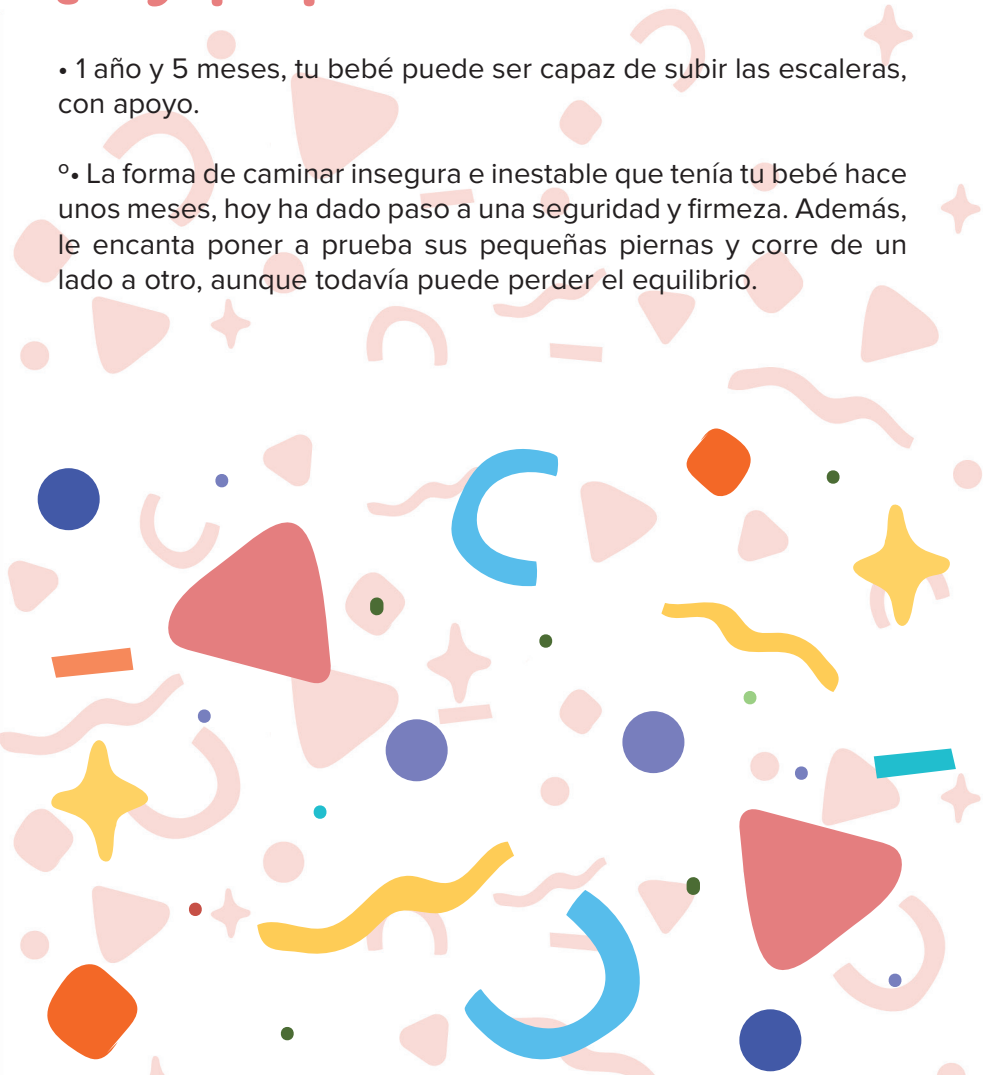 • 1 año y 5 meses, tu bebé puede ser capaz de subir las escaleras,
con apoyo.
º• La forma de caminar insegura e inestable que tenía tu bebé hace
unos meses, hoy ha dado paso a una seguridad y firmeza. Además,
le encanta poner a prueba sus pequeñas piernas y corre de un
lado a otro, aunque todavía puede perder el equilibrio.